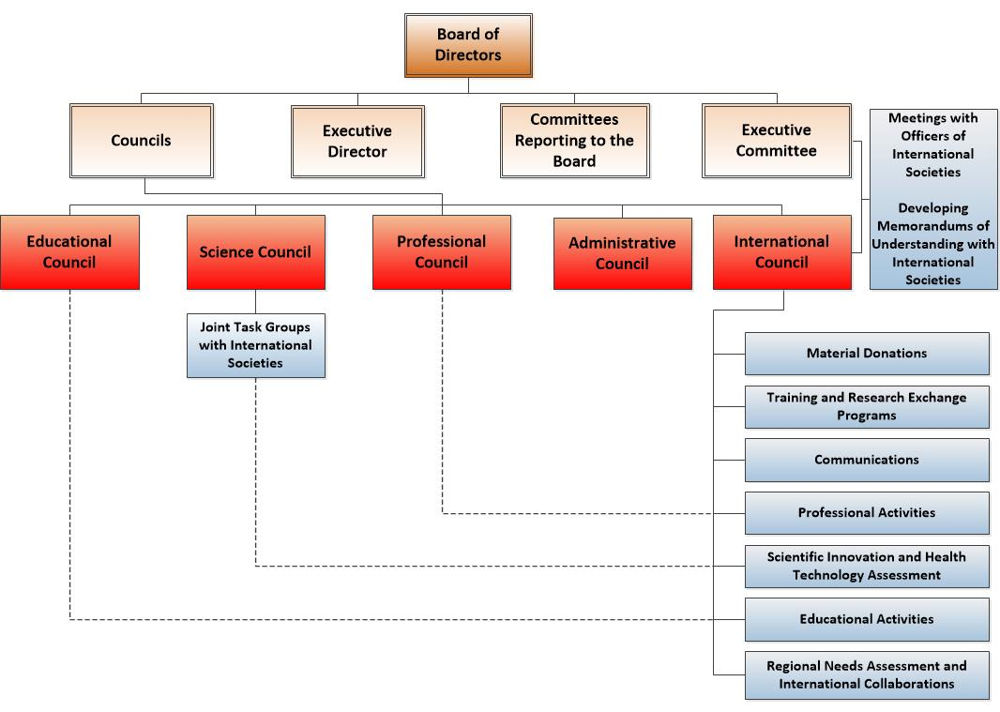 Board of
Directors
Councils
Executive
Director
Committees
Reporting to the
Board
Executive
Committee
Meetings with
Officers of
International
Societies
Developing
Memorandums of
Understanding with
International
Societies
Educational
Council
Science Council
Professional
Council
Administrative
Council
International
Council
Joint Task Groups
with International
Societies
Material Donations
Training and Research Exchange
Programs
Communications
Professional Activities
Scientific Innovation and Health
Technology Assessment
Educational Activities
Regional Needs Assessment and
International Collaborations